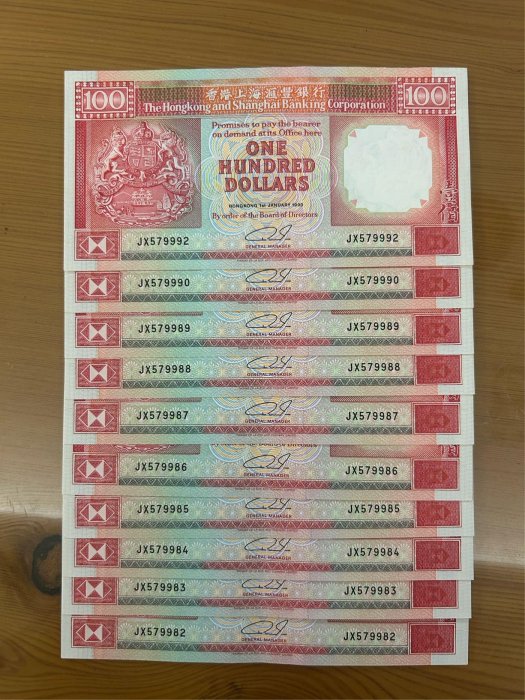 香港上海滙豐銀行
100 The Hongkong and Shanghai Banking Corporation 100
Promises to pay the bearer
on demand at its Office here
ONE
HUNDRED
DOLLARS
HONGKONG 1st JANUARY
By order of the Board of Directors
JX579992 JX579992
GENERAL MANAGER
JX579990 JX579990
GENERAL MANAGER
JX579989 JX579989
GENERAL MANAGER
JX579988 JX579988
GENERAL MANAGER
JX579987 JX579987
GENERAL MANAGER
JX579986 JX579986
GENERAL MANAGER
JX579985 JX579985
GENERAL MANAGER
JX579984 JX579984
GENERAL MANAGER
JX579983 JX579983
GENERAL MANAGER
JX579982 JX579982
GENERAL MANAGER